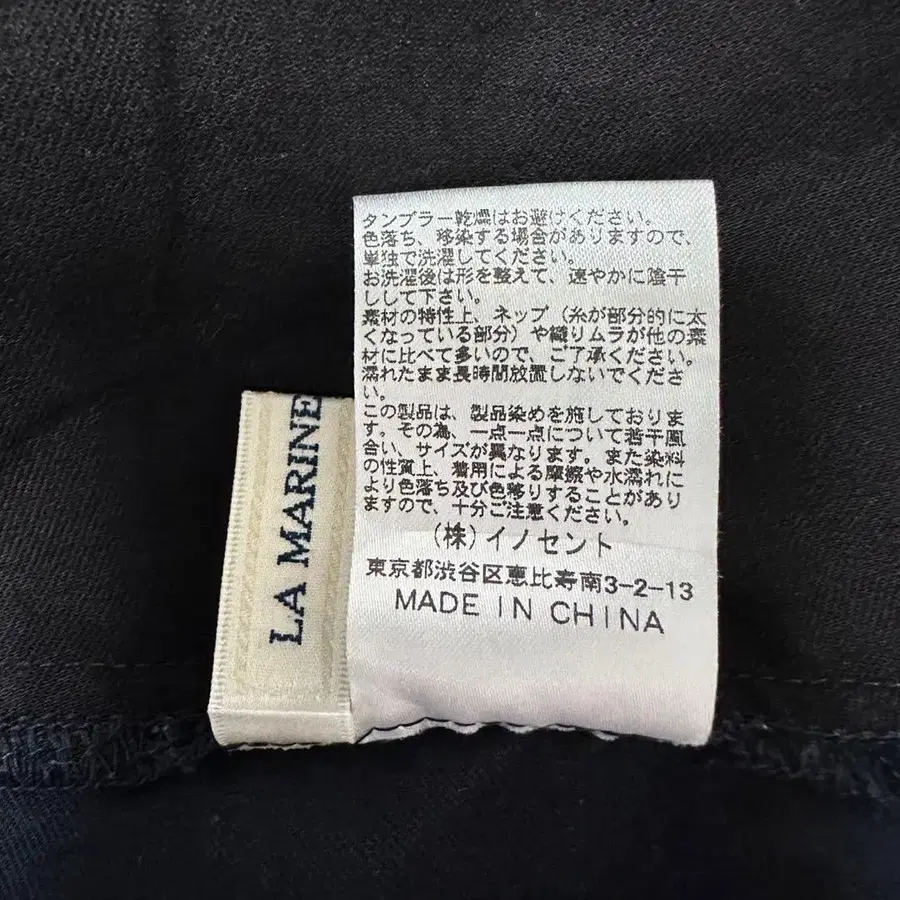 タンブラー乾燥はお避けください。
色落ち、移染する場合がありますので、
単独で洗濯してください。
お洗濯後は形を整えて、速やかに陰干
しして下さい。
素材の特性上、ネップ(糸が部分的に太
くなっている部分)や織りムラが他の素
材に比べて多いので、ご了承ください。
濡れたまま長時間放置しないでくださ
い。
この製品は、製品染めを施しておりま
す。その為、一点一点について若干風
合い、サイズが異なります。また染料
の性質上、着用による摩擦や水濡れに
より色落ち及び色移りすることがあり
ますので、十分ご注意ください。
(株)イノセント
東京都渋谷区恵比寿南3-2-13
MADE IN CHINA
LA MARINE